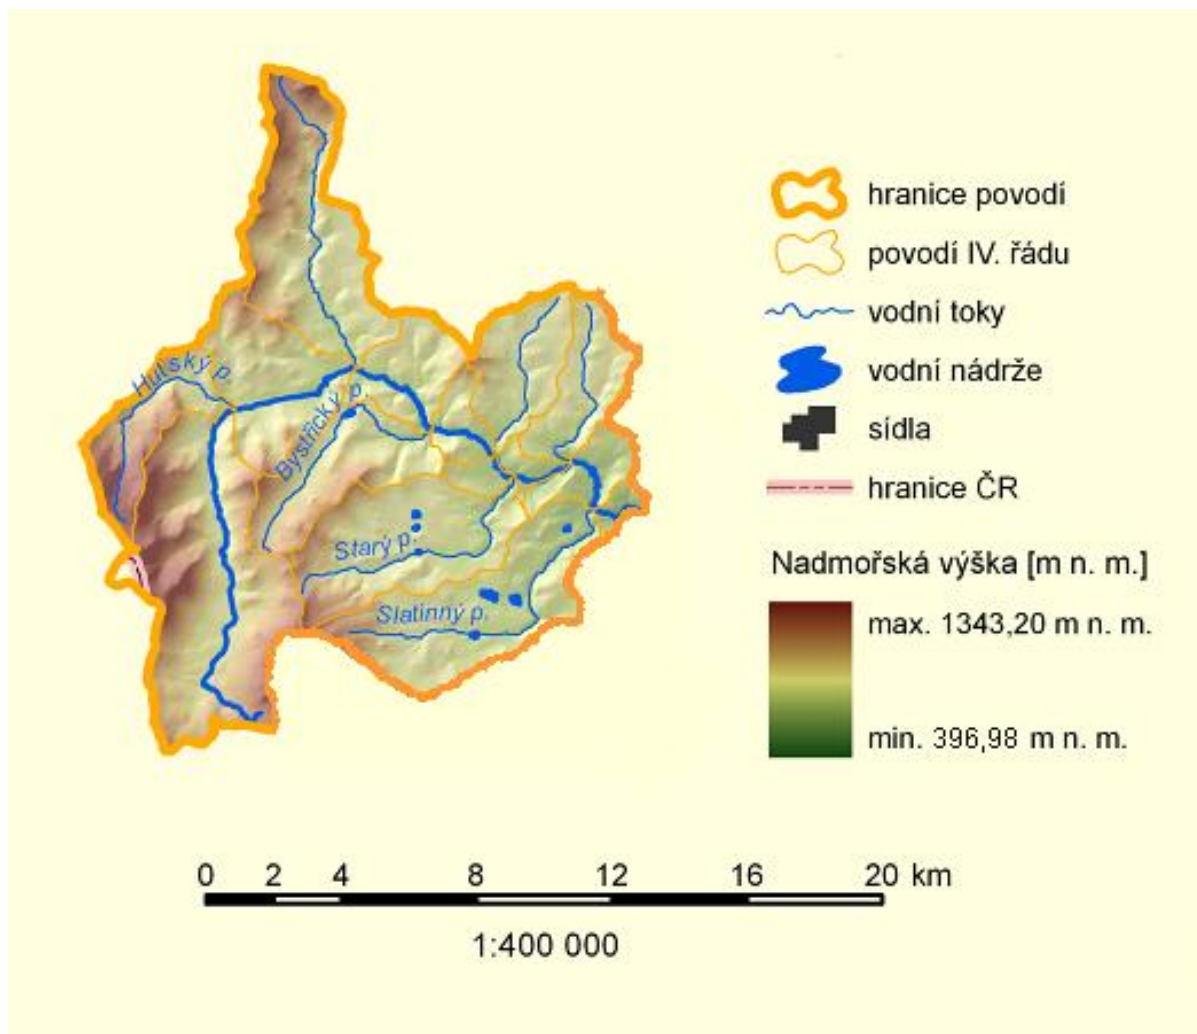 hranice povodí
povodí IV. řádu
vodní toky
vodní nádrže
sídla
hranice ČR
Nadmořská výška [m n. m.]
max. 1343,20 m n. m.
min. 396,98 m n. m.
Hutský p.
Bystřický p.
Starý p.
Slatinný p.
0 2 4 8 12 16 20 km
1:400 000